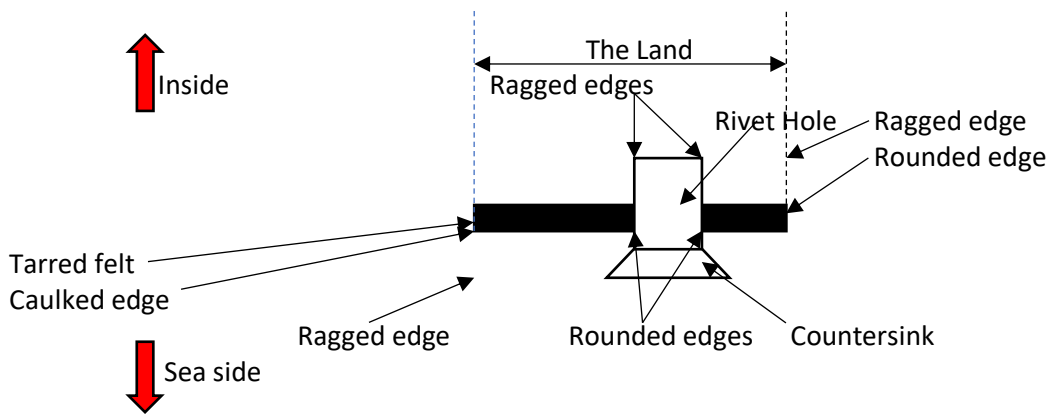 The Land
Inside
Ragged edges
Rivet Hole
Ragged edge
Rounded edge
Tarred felt
Caulked edge
Ragged edge
Rounded edges
Countersink
Sea side